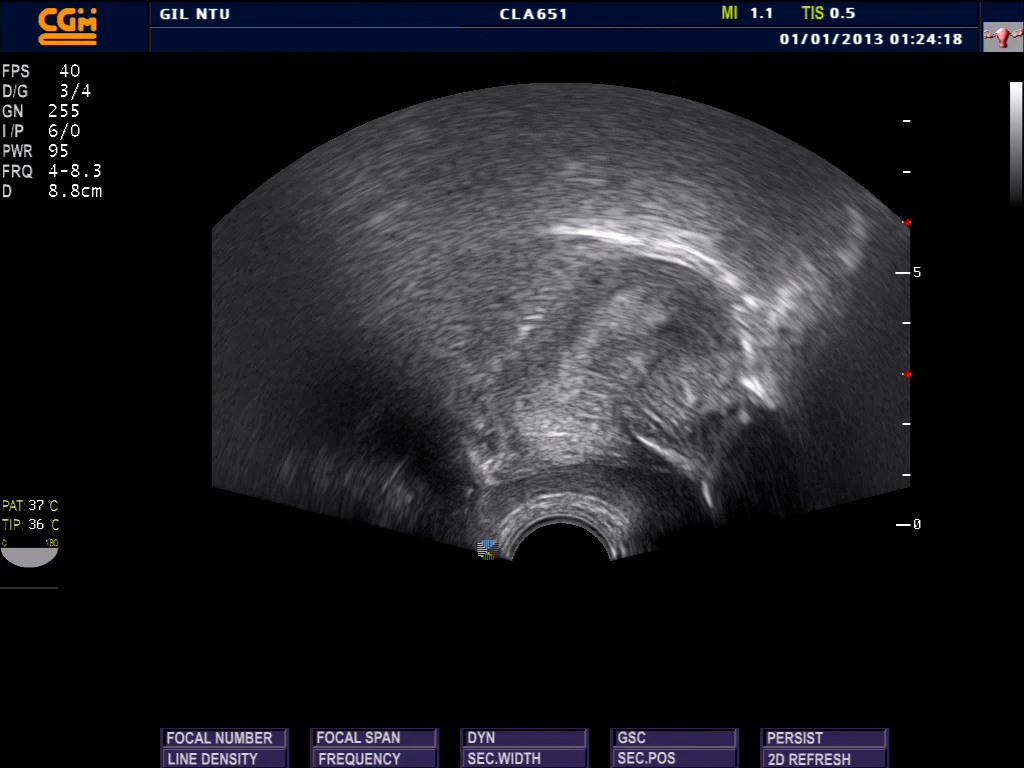 CGM
GIL NTU CLA651 MI 1.1 TIS 0.5
01/01/2013 01:24:18
FPS 40
D/G 3/4
GN 255
I/P 6/0
PWR 95
FRQ 4-8.3
D 8.8cm
5
PAT: 37 °C
TIP: 36 °C
0 180
0
FOCAL NUMBER FOCAL SPAN DYN GSC PERSIST
LINE DENSITY FREQUENCY SEC.WIDTH SEC.POS 2D REFRESH